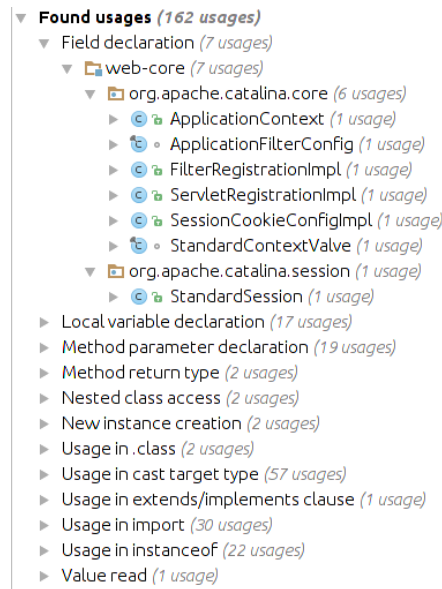 Found usages (162 usages)
Field declaration (7 usages)
web-core (7 usages)
org.apache.catalina.core (6 usages)
ApplicationContext (1 usage)
ApplicationFilterConfig (1 usage)
FilterRegistrationImpl (1 usage)
ServletRegistrationImpl (1 usage)
SessionCookieConfigImpl (1 usage)
StandardContextValve (1 usage)
org.apache.catalina.session (1 usage)
StandardSession (1 usage)
Local variable declaration (17 usages)
Method parameter declaration (19 usages)
Method return type (2 usages)
Nested class access (2 usages)
New instance creation (2 usages)
Usage in .class (2 usages)
Usage in cast target type (57 usages)
Usage in extends/implements clause (1 usage)
Usage in import (30 usages)
Usage in instanceof (22 usages)
Value read (1 usage)